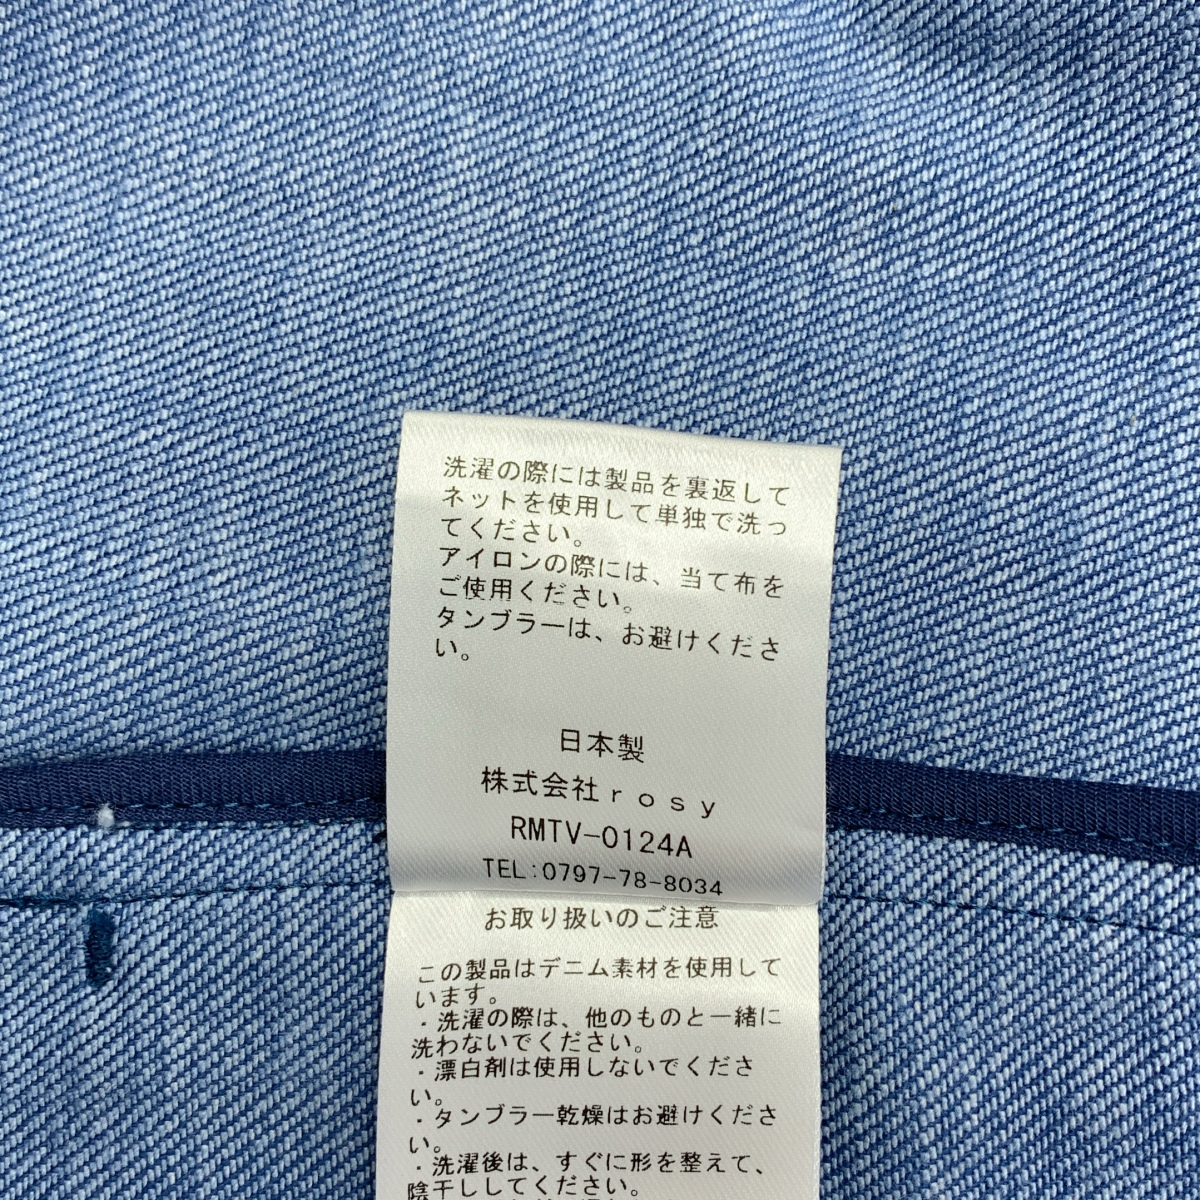 洗濯の際には製品を裏返して
ネットを使用して単独で洗っ
てください。
アイロンの際には、当て布を
ご使用ください。
タンブラーは、お避けくださ
い。
日本製
株式会社ｒｏｓｙ
RMTV-0124A
TEL:0797-78-8034
お取り扱いのご注意
この製品はデニム素材を使用して
います。
・洗濯の際は、他のものと一緒に
洗わないでください。
・漂白剤は使用しないでくださ
い。
・タンブラー乾燥はお避けくださ
い。
・洗濯後は、すぐに形を整えて、
陰干ししてください。